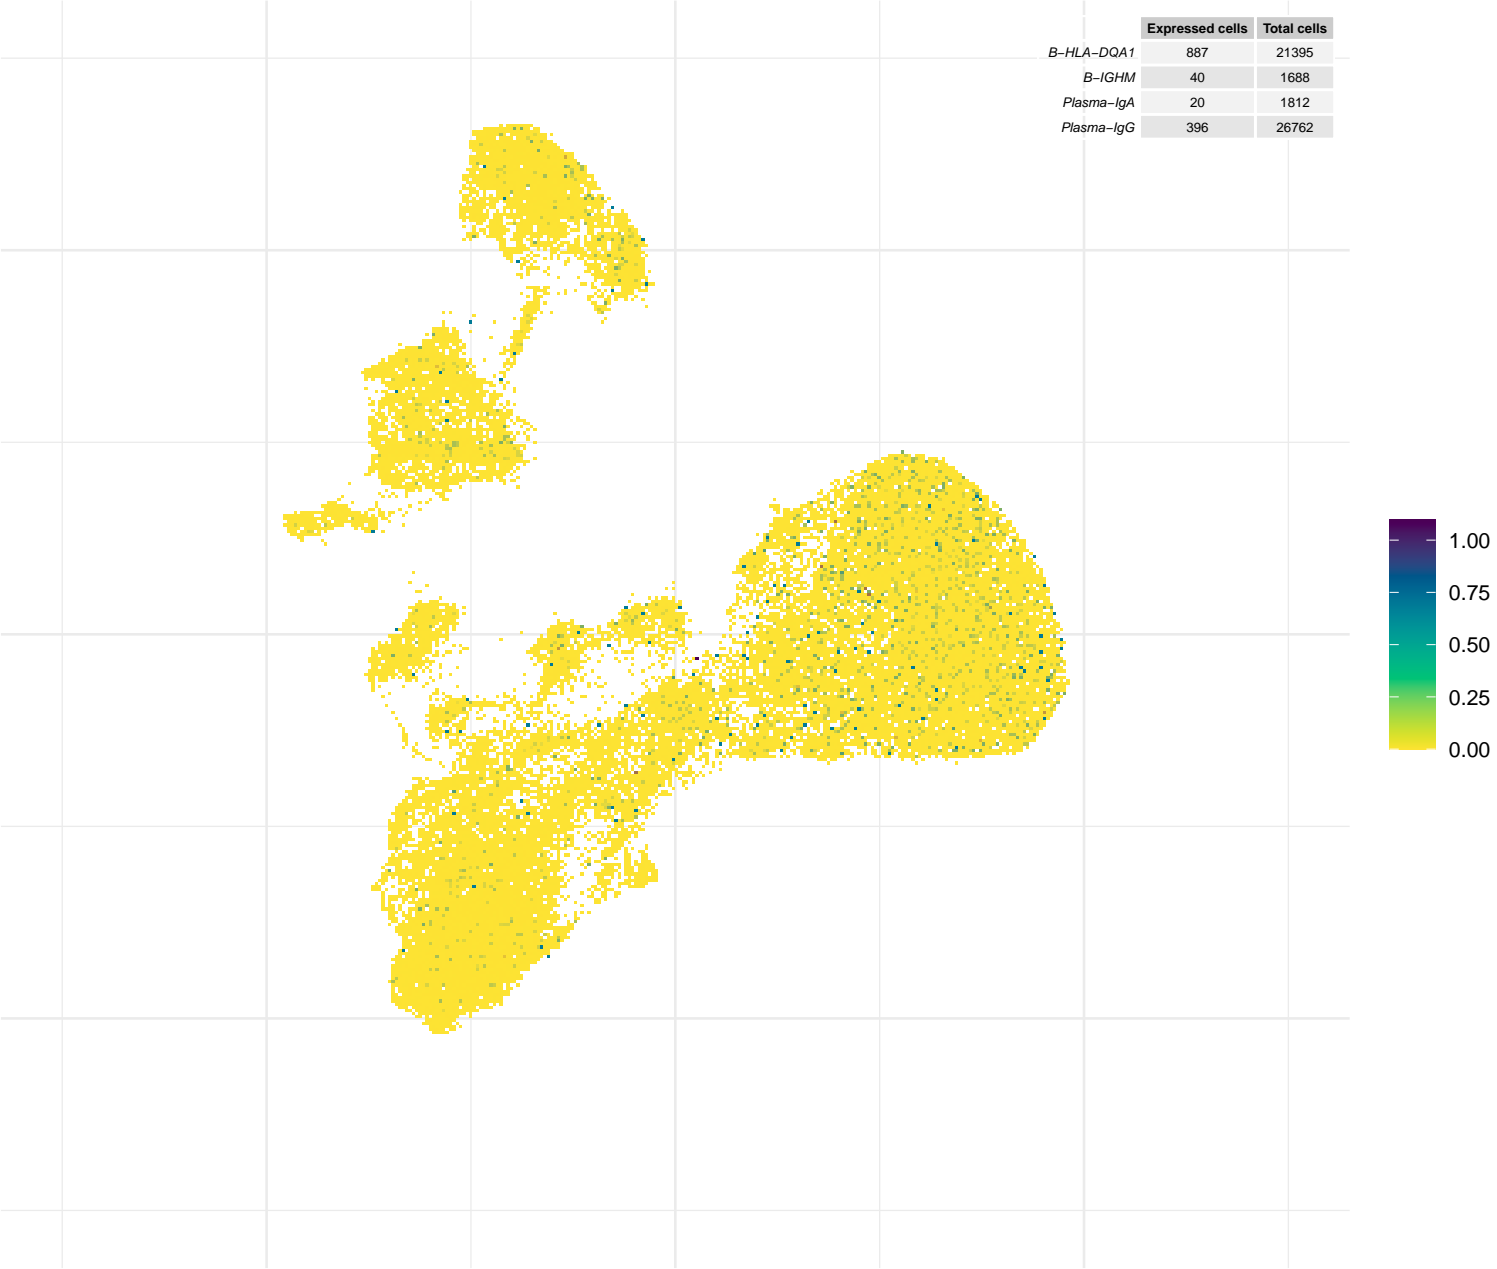 Expressed cells Total cells
B−HLA−DQA1 887 21395
B−IGHM 40 1688
Plasma−IgA 20 1812
Plasma−IgG 396 26762
1.00
0.75
0.50
0.25
0.00